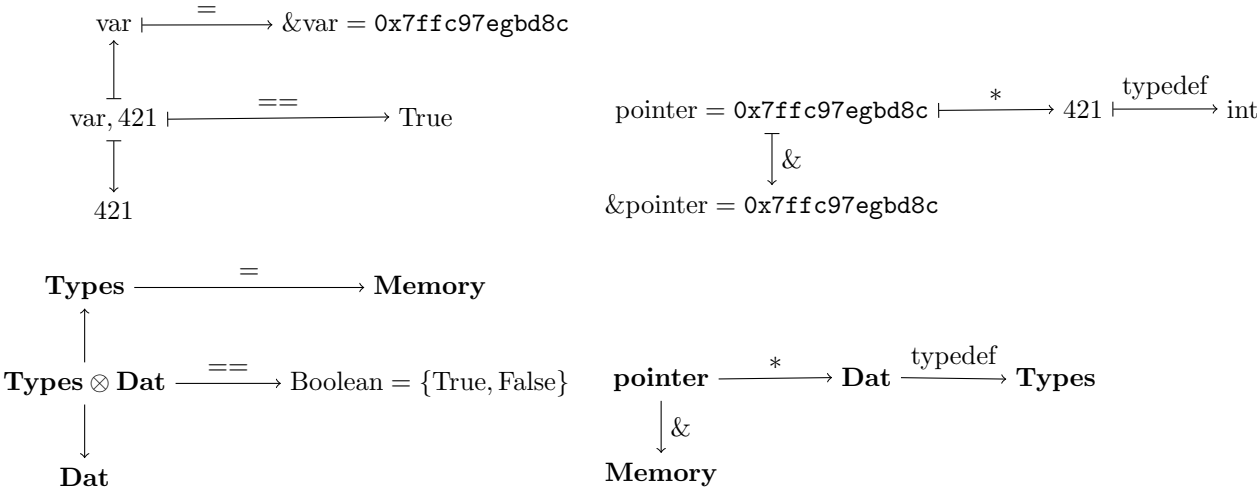 var = &var = 0x7ffc97egbd8c
var, 421 == True
421
pointer = 0x7ffc97egbd8c * 421 typedef int
&
&pointer = 0x7ffc97egbd8c
Types = Memory
Types ⊗ Dat == Boolean = {True, False}
Dat
pointer * Dat typedef Types
&
Memory